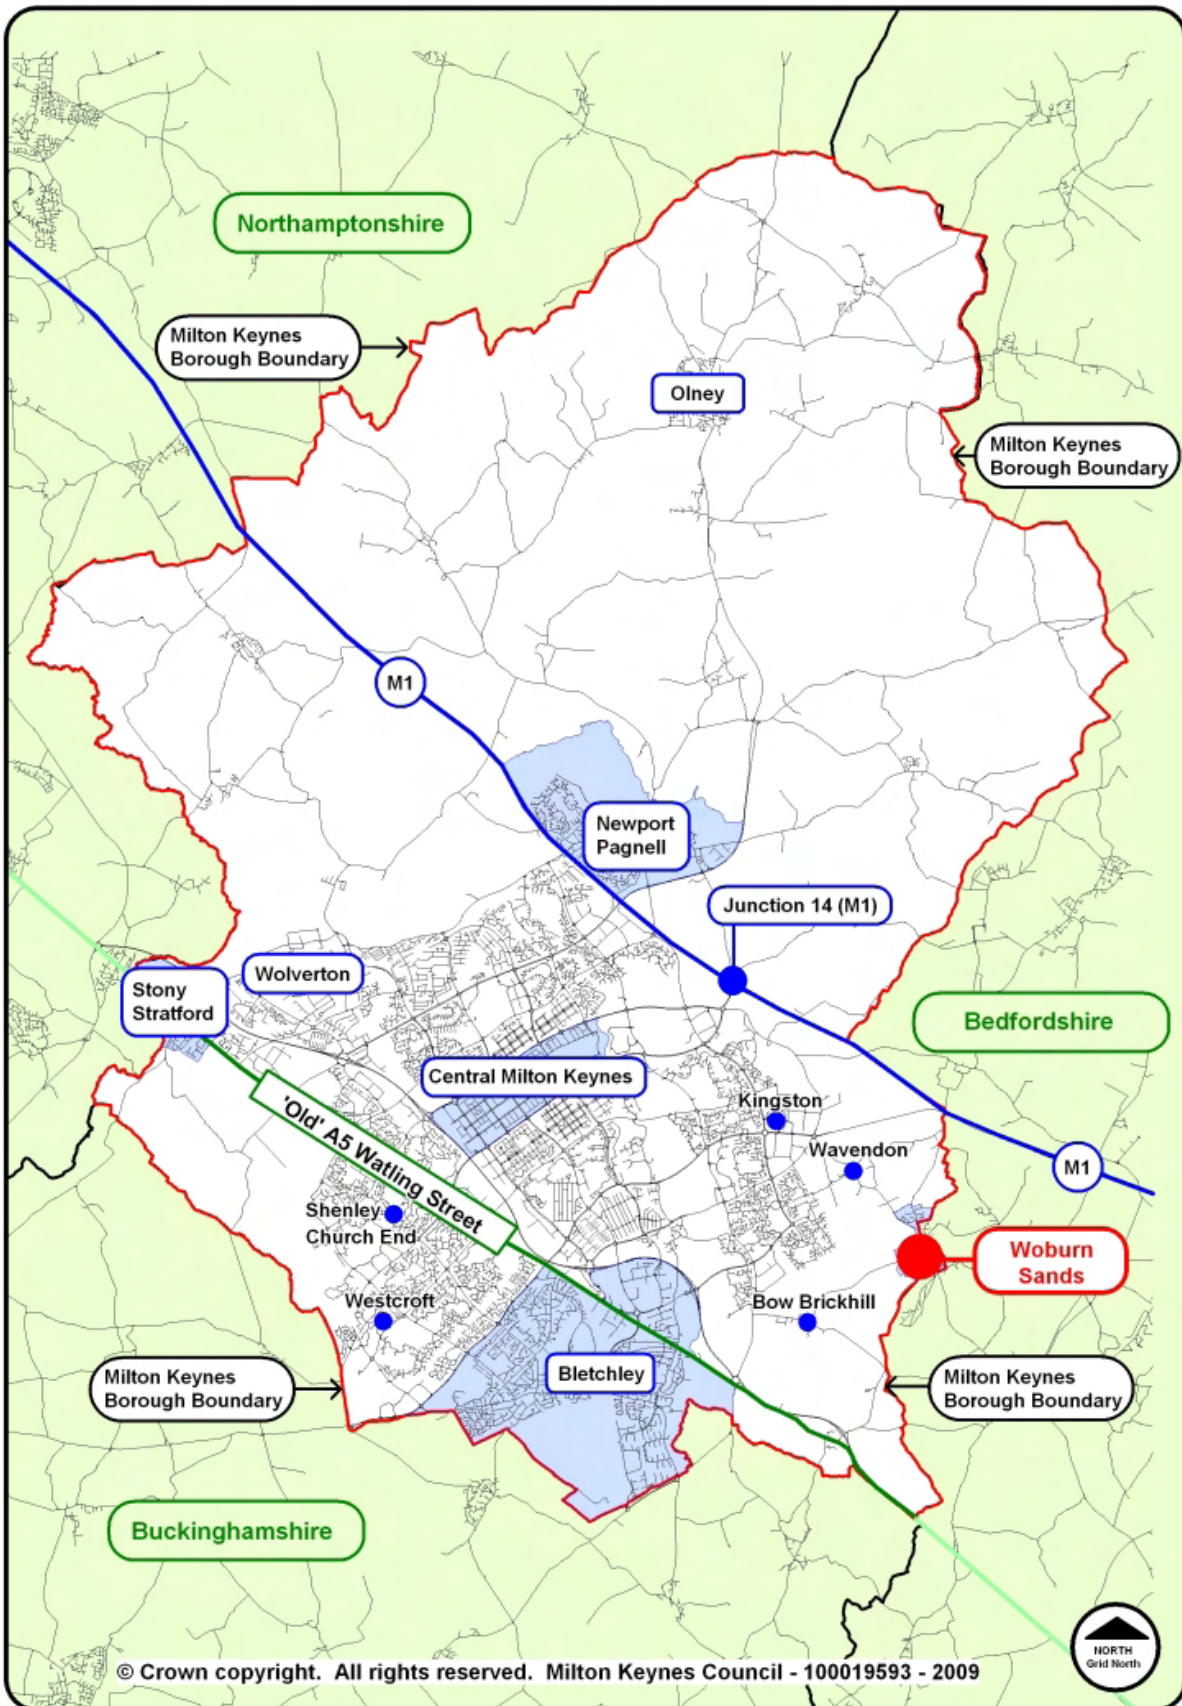 Northamptonshire
Milton Keynes
Borough Boundary
Olney
Milton Keynes
Borough Boundary
M1
Newport
Pagnell
Junction 14 (M1)
Wolverton
Stony
Stratford
Bedfordshire
Central Milton Keynes
'Old' A5 Watling Street
Kingston
Wavendon
M1
Shenley
Church End
Woburn
Sands
Westcroft
Bow Brickhill
Bletchley
Milton Keynes
Borough Boundary
Milton Keynes
Borough Boundary
Buckinghamshire
NORTH
Grid North
© Crown copyright. All rights reserved. Milton Keynes Council - 100019593 - 2009